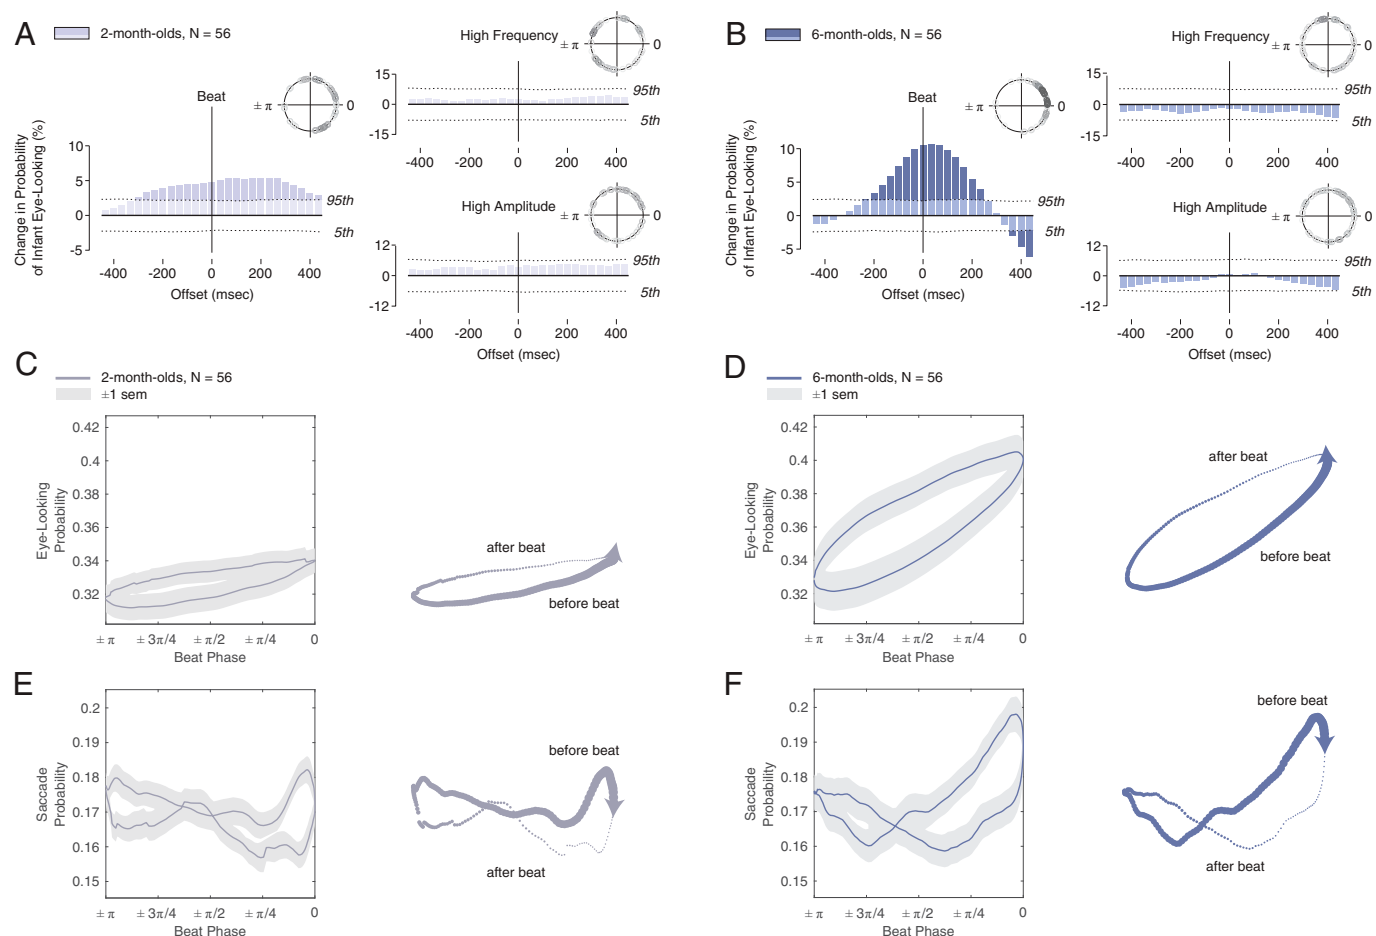 A
2-month-olds, N = 56
Beat
± π
0
Change in Probability
of Infant Eye-Looking (%)
10
5
0
-5
95th
5th
-400
-200
0
200
400
Offset (msec)
High Frequency
± π
0
15
0
-15
95th
5th
-400
-200
0
200
400
High Amplitude
± π
0
12
0
-12
95th
5th
-400
-200
0
200
400
Offset (msec)
B
6-month-olds, N = 56
Beat
± π
0
Change in Probability
of Infant Eye-Looking (%)
10
5
0
-5
95th
5th
-400
-200
0
200
400
Offset (msec)
High Frequency
± π
0
15
0
-15
95th
5th
-400
-200
0
200
400
High Amplitude
± π
0
12
0
-12
95th
5th
-400
-200
0
200
400
Offset (msec)
C
2-month-olds, N = 56
±1 sem
Eye-Looking
Probability
0.42
0.4
0.38
0.36
0.34
0.32
± π
± 3π/4
± π/2
± π/4
0
Beat Phase
after beat
before beat
D
6-month-olds, N = 56
±1 sem
Eye-Looking
Probability
0.42
0.4
0.38
0.36
0.34
0.32
± π
± 3π/4
± π/2
± π/4
0
Beat Phase
after beat
before beat
E
Saccade
Probability
0.2
0.19
0.18
0.17
0.16
0.15
± π
± 3π/4
± π/2
± π/4
0
Beat Phase
before beat
after beat
F
Saccade
Probability
0.2
0.19
0.18
0.17
0.16
0.15
± π
± 3π/4
± π/2
± π/4
0
Beat Phase
before beat
after beat